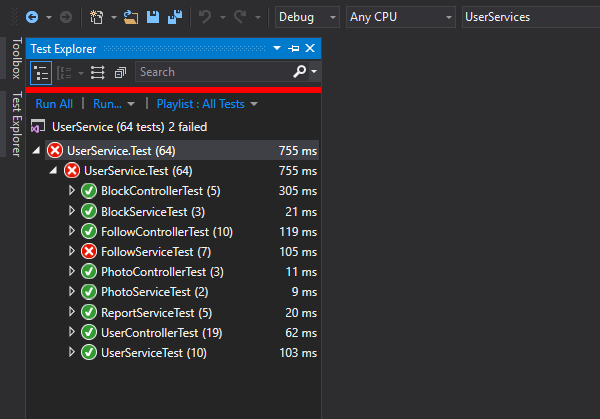 Debug Any CPU UserServices
Toolbox
Test Explorer
Test Explorer
Search
Run All | Run... | Playlist : All Tests
UserService (64 tests) 2 failed
UserService.Test (64) 755 ms
UserService.Test (64) 755 ms
BlockControllerTest (5) 305 ms
BlockServiceTest (3) 21 ms
FollowControllerTest (10) 119 ms
FollowServiceTest (7) 105 ms
PhotoControllerTest (3) 11 ms
PhotoServiceTest (2) 9 ms
ReportServiceTest (5) 20 ms
UserControllerTest (19) 62 ms
UserServiceTest (10) 103 ms